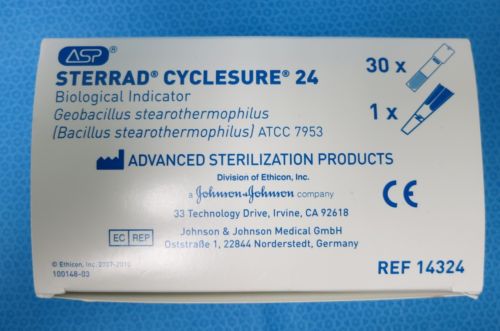 ASP®
STERRAD® CYCLESURE® 24
Biological Indicator
Geobacillus stearothermophilus
(Bacillus stearothermophilus) ATCC 7953
30 x
1 x
ADVANCED STERILIZATION PRODUCTS
Division of Ethicon, Inc.
a Johnson & Johnson company
33 Technology Drive, Irvine, CA 92618
CE
EC REP
Johnson & Johnson Medical GmbH
Oststraße 1, 22844 Norderstedt, Germany
© Ethicon, Inc. 2007-2010
100148-03
REF 14324